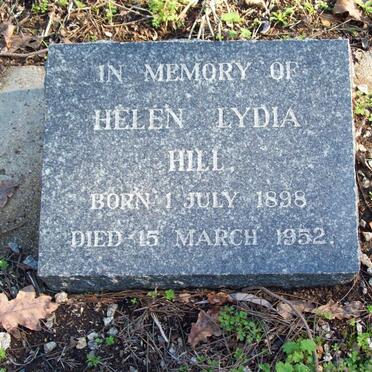 IN MEMORY OF
HELEN LYDIA
HILL.
BORN 1 JULY 1898
DIED 15 MARCH 1952.